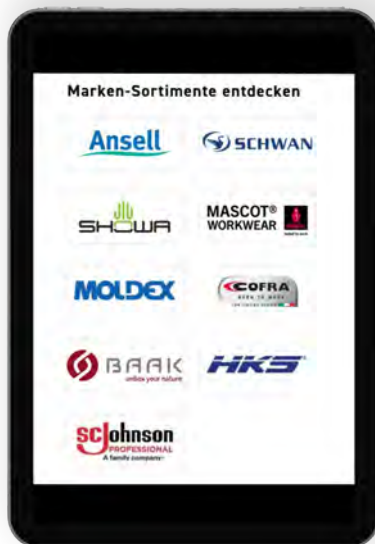 Marken-Sortimente entdecken
Ansell
SCHWAN
SHOWA
MASCOT®
WORKWEAR
MOLDEX
COFRA
BAAK
unbox your nature
HKS
scJohnson
PROFESSIONAL
A family company